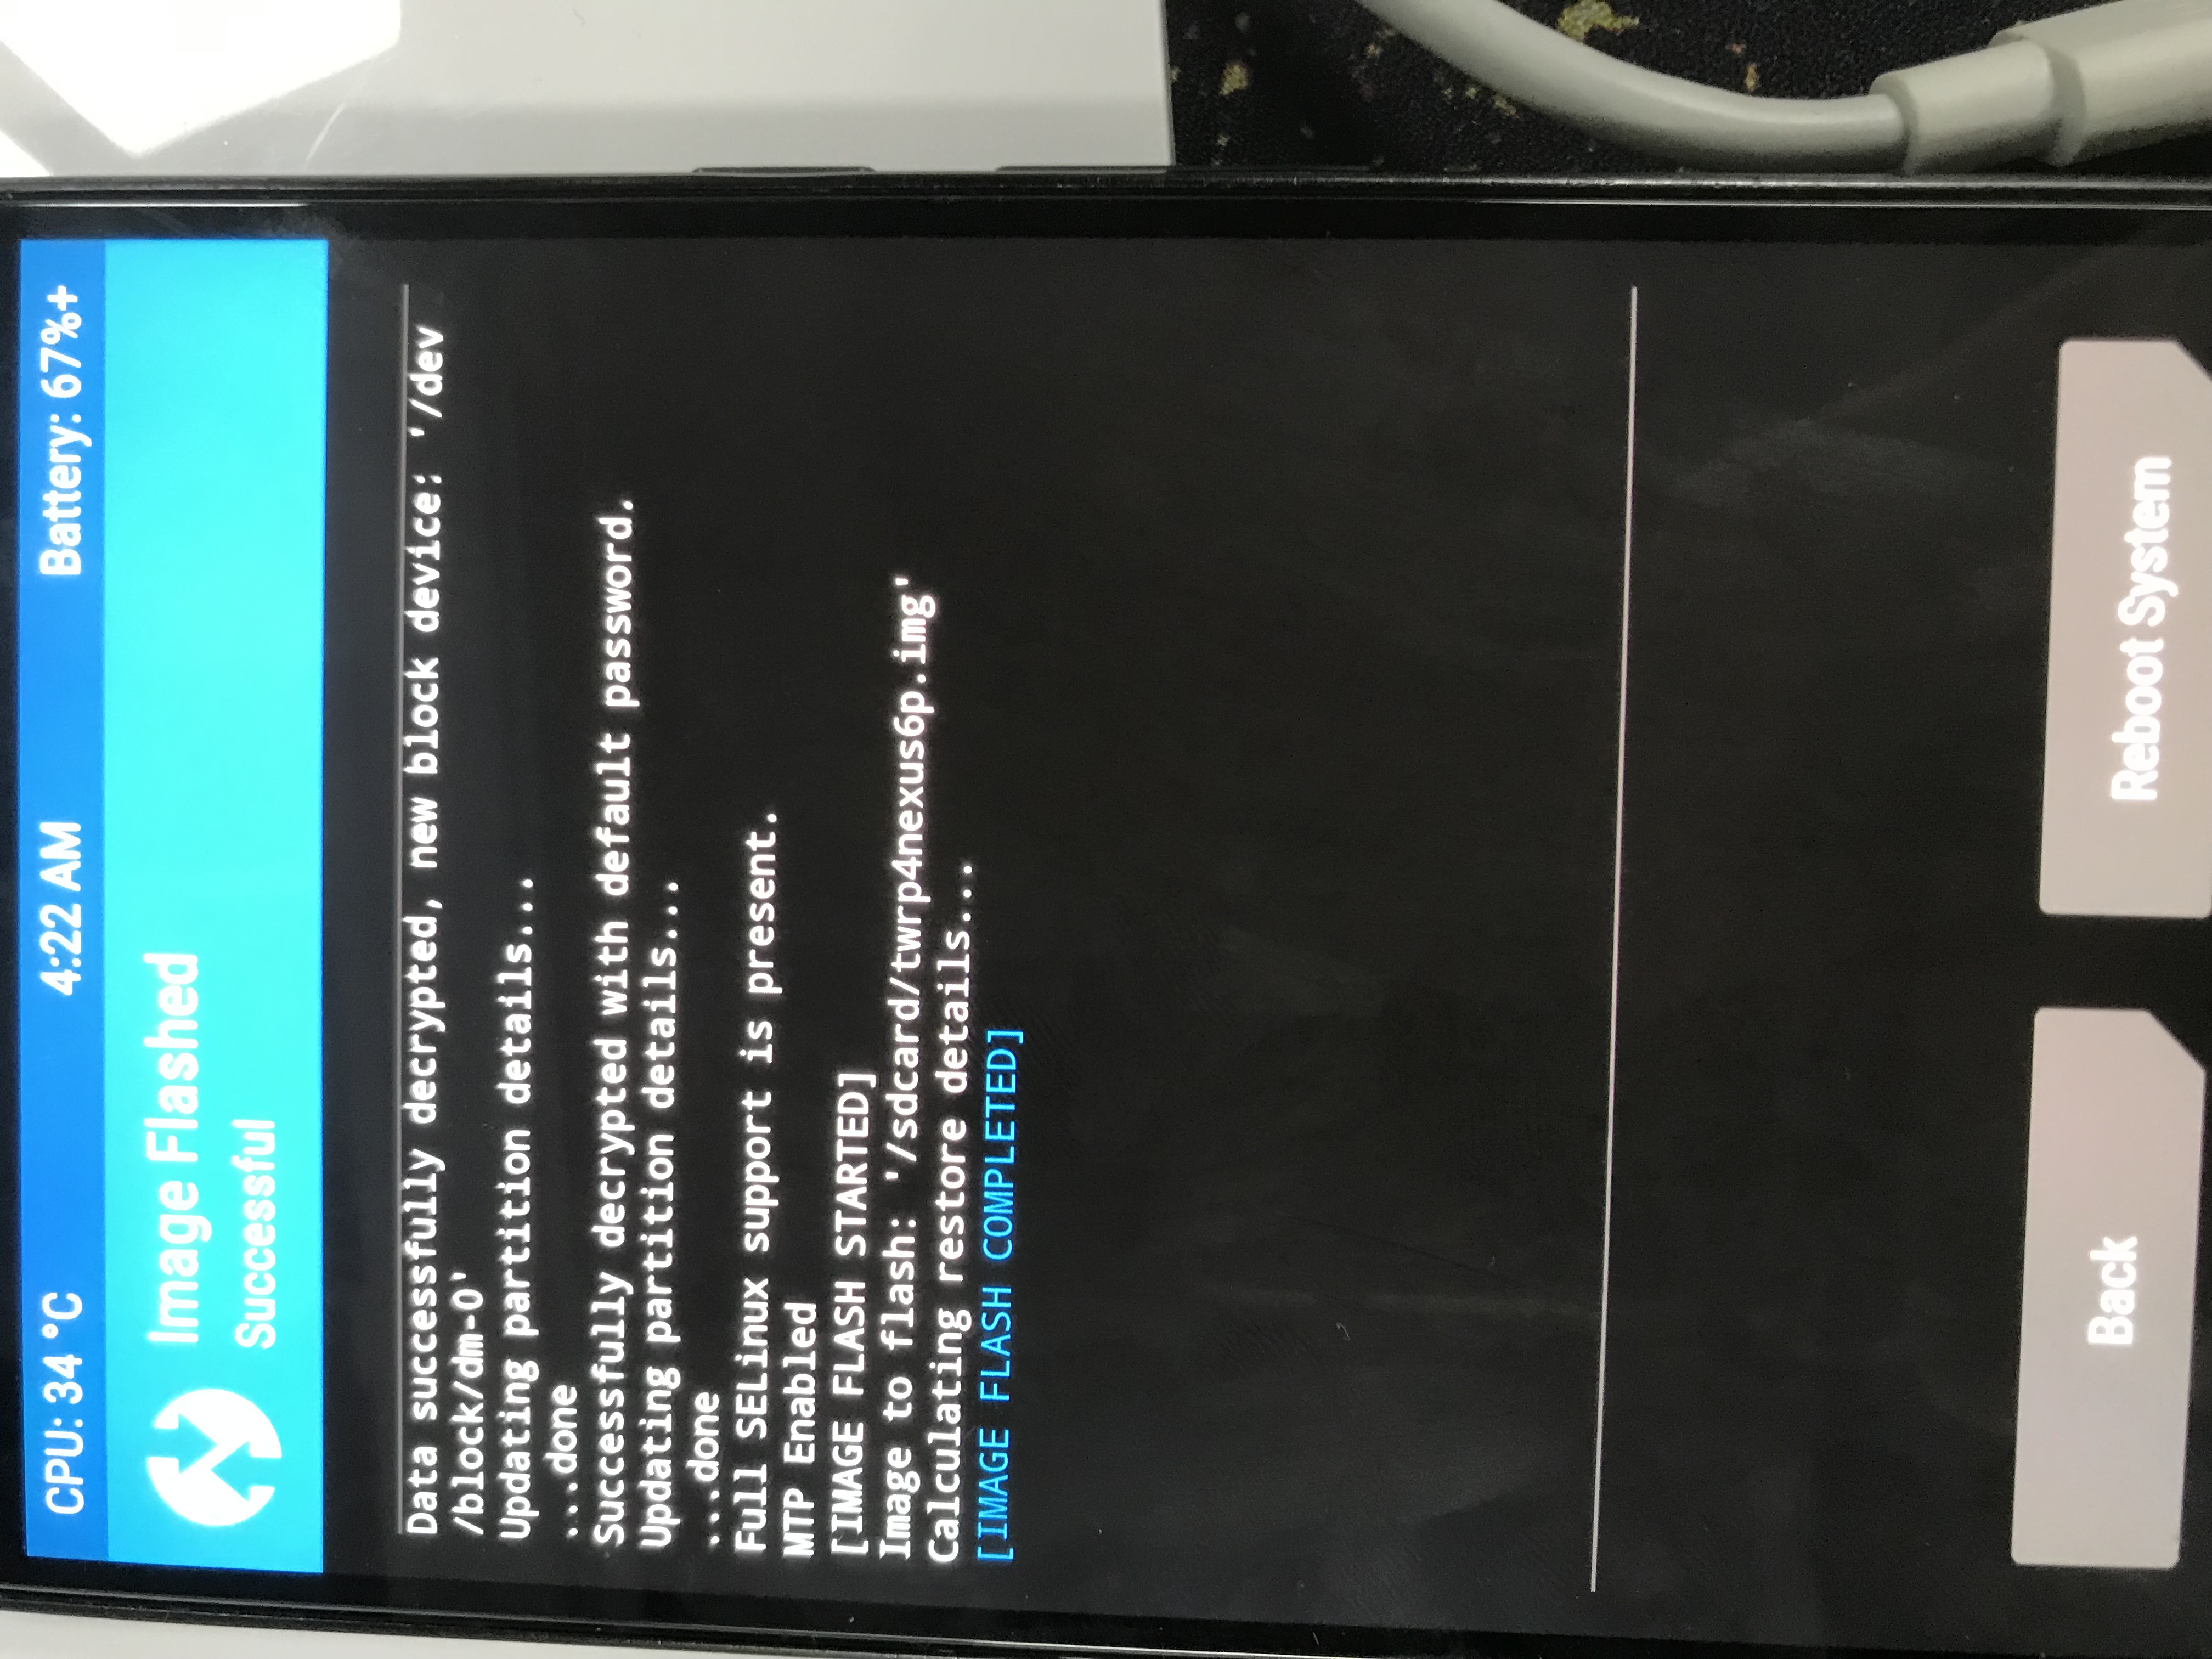 CPU: 34 °C 4:22 AM Battery: 67%+
Image Flashed
Successful
Data successfully decrypted, new block device: '/dev
/block/dm-0'
Updating partition details...
...done
Successfully decrypted with default password.
Updating partition details...
...done
Full SELinux support is present.
MTP Enabled
[IMAGE FLASH STARTED]
Image to flash: '/sdcard/twrp4nexus6p.img'
Calculating restore details...
[IMAGE FLASH COMPLETED]
Back Reboot System